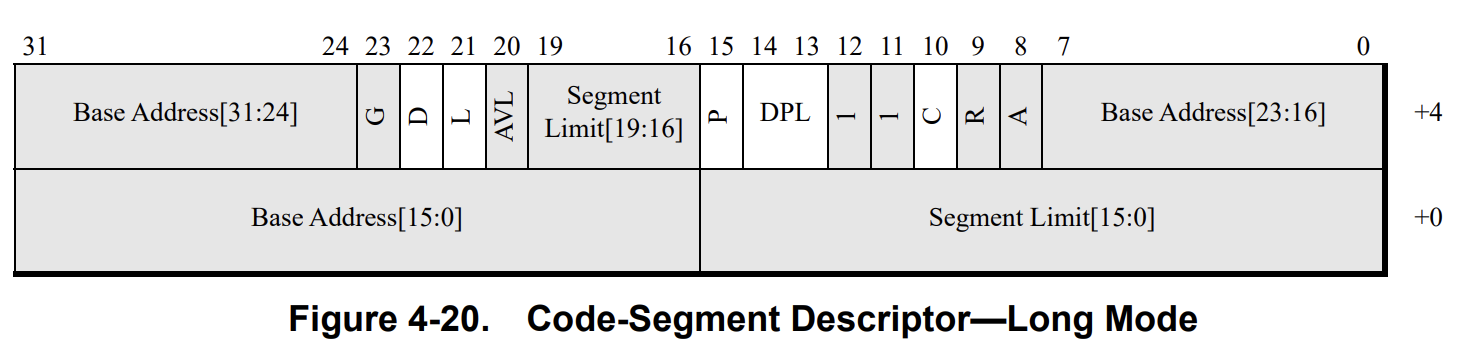 31 24 23 22 21 20 19 16 15 14 13 12 11 10 9 8 7 0
Base Address[31:24] G D L AVL Segment Limit[19:16] P DPL 1 1 C R A Base Address[23:16] +4
Base Address[15:0] Segment Limit[15:0] +0
Figure 4-20. Code-Segment Descriptor—Long Mode